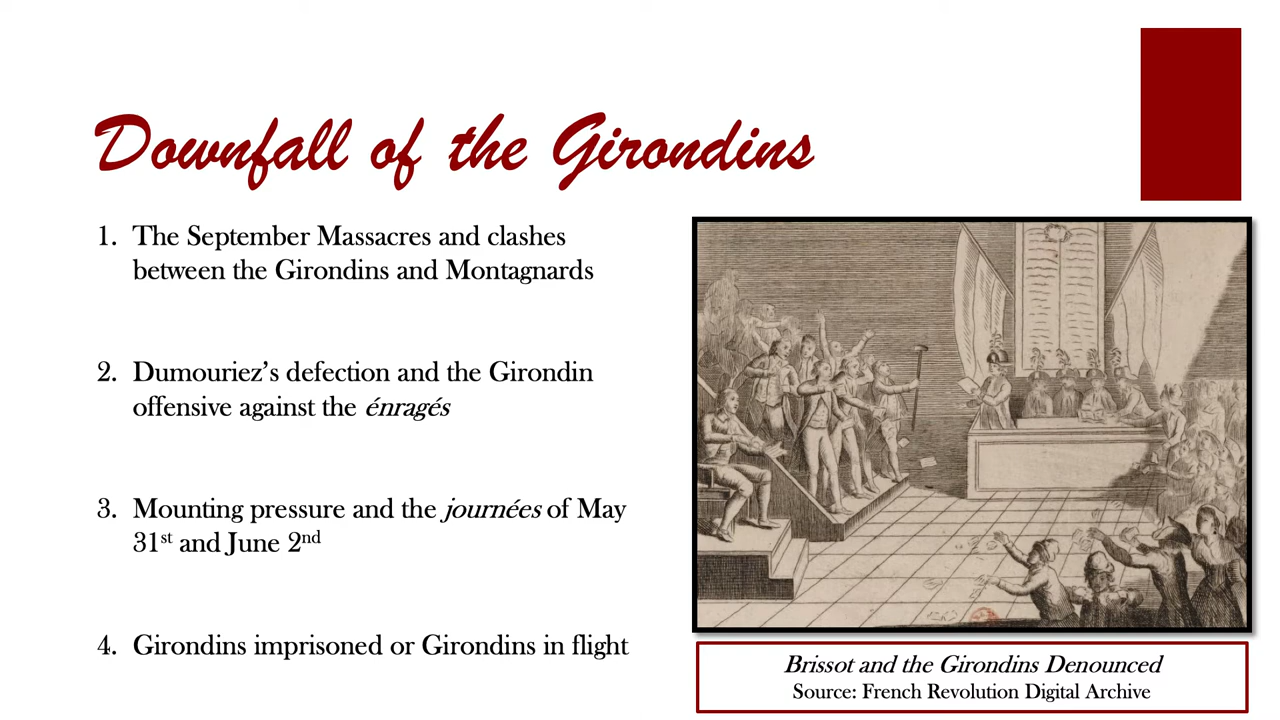 Downfall of the Girondins
1. The September Massacres and clashes
between the Girondins and Montagnards
2. Dumouriez's defection and the Girondin
offensive against the énragés
3. Mounting pressure and the journées of May
31st and June 2nd
4. Girondins imprisoned or Girondins in flight
Brissot and the Girondins Denounced
Source: French Revolution Digital Archive